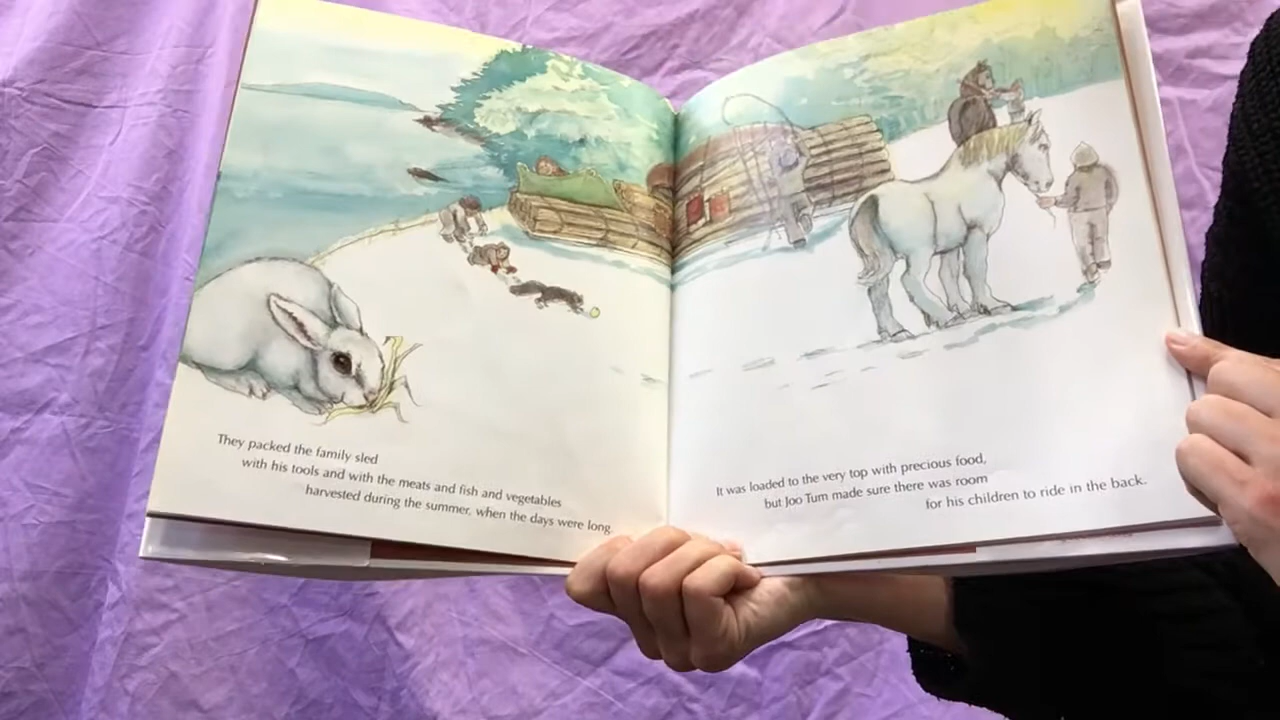 They packed the family sled
with his tools and with the meats and fish and vegetables
harvested during the summer, when the days were long.
It was loaded to the very top with precious food,
but Joo Tum made sure there was room
for his children to ride in the back.